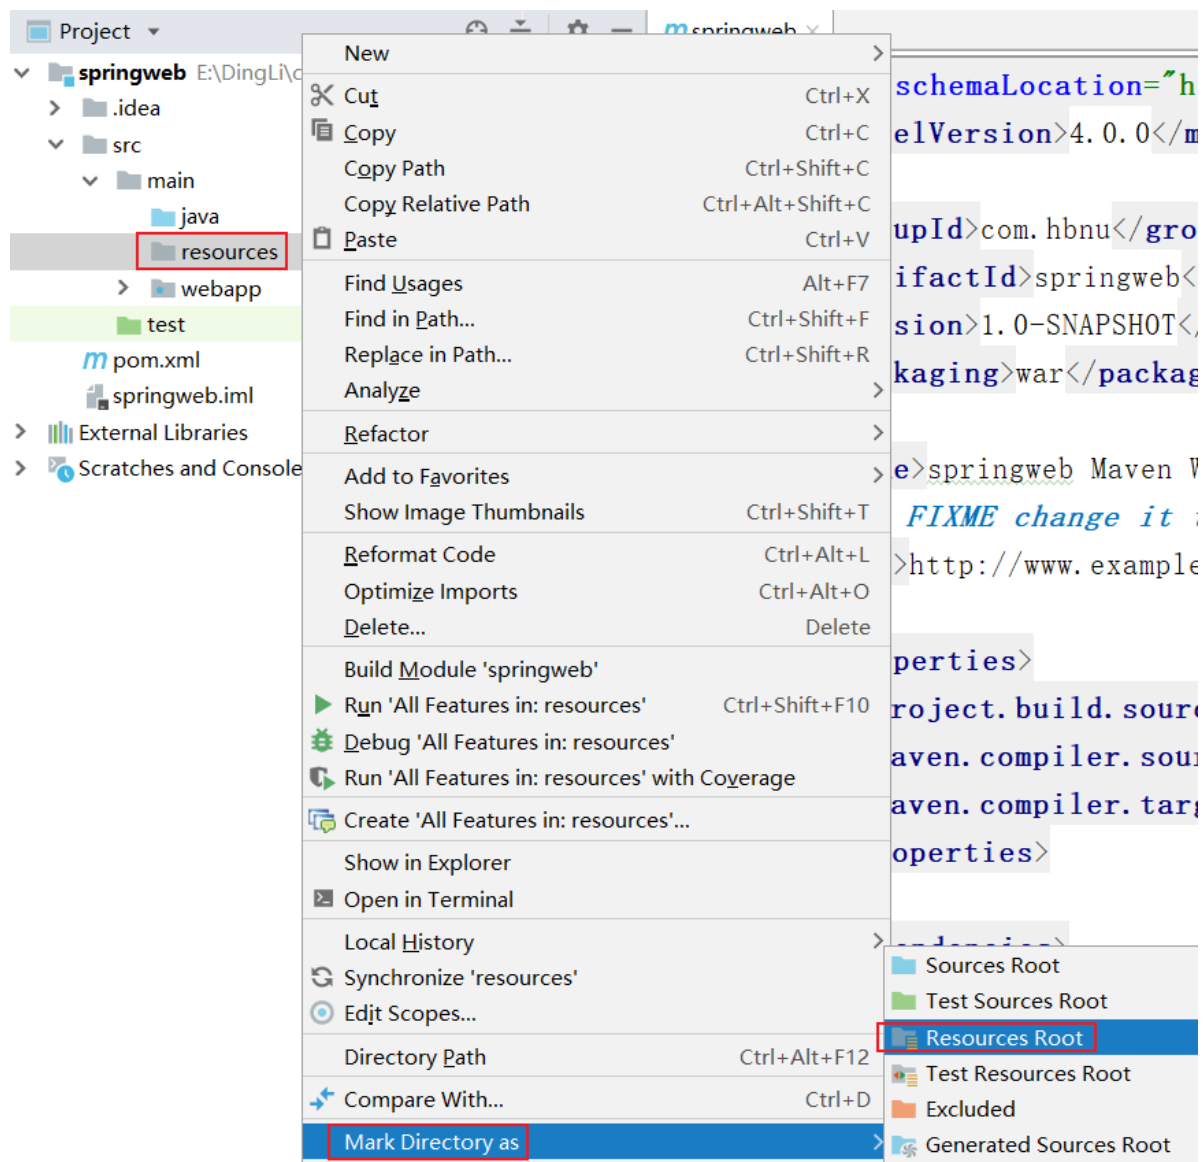 Project
springweb E:\DingLi\
.idea
src
main
java
resources
webapp
test
pom.xml
springweb.iml
External Libraries
Scratches and Console
New
Cut Ctrl+X
Copy Ctrl+C
Copy Path Ctrl+Shift+C
Copy Relative Path Ctrl+Alt+Shift+C
Paste Ctrl+V
Find Usages Alt+F7
Find in Path... Ctrl+Shift+F
Replace in Path... Ctrl+Shift+R
Analyze
Refactor
Add to Favorites
Show Image Thumbnails Ctrl+Shift+T
Reformat Code Ctrl+Alt+L
Optimize Imports Ctrl+Alt+O
Delete... Delete
Build Module 'springweb'
Run 'All Features in: resources' Ctrl+Shift+F10
Debug 'All Features in: resources'
Run 'All Features in: resources' with Coverage
Create 'All Features in: resources'...
Show in Explorer
Open in Terminal
Local History
Synchronize 'resources'
Edit Scopes...
Directory Path Ctrl+Alt+F12
Compare With... Ctrl+D
Mark Directory as
Sources Root
Test Sources Root
Resources Root
Test Resources Root
Excluded
Generated Sources Root
springweb
schemaLocation="h
elVersion>4.0.0</m
upId>com.hbnu</gro
ifactId>springweb<
sion>1.0-SNAPSHOT</
kaging>war</packag
e>springweb Maven W
FIXME change it
>http://www.example
perties>
roject.build.sourc
aven.compiler.sour
aven.compiler.targ
operties>